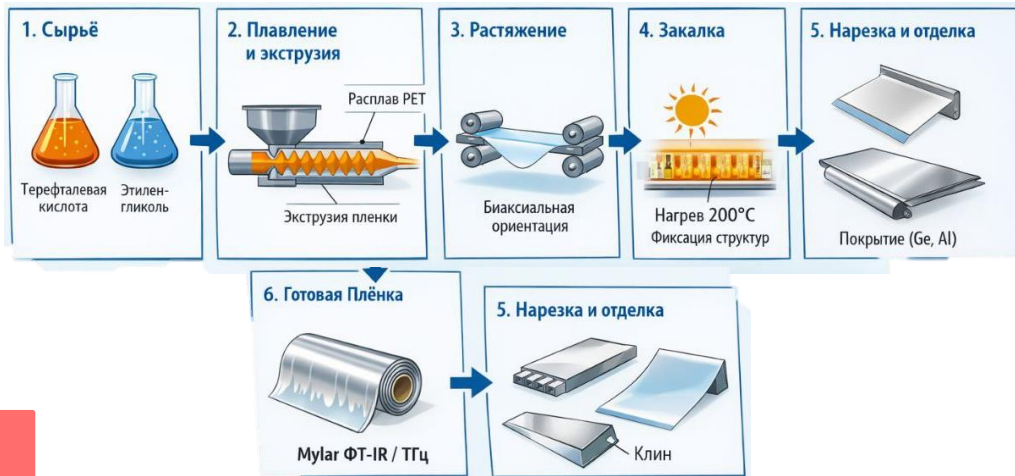 1. Сырьё
Терефталевая
кислота
Этилен-
гликоль
2. Плавление
и экструзия
Расплав PET
Экструзия пленки
3. Растяжение
Биаксиальная
ориентация
4. Закалка
Нагрев 200°C
Фиксация структур
5. Нарезка и отделка
Покрытие (Ge, Al)
6. Готовая Плёнка
Mylar ФТ-IR / ТГц
5. Нарезка и отделка
Клин